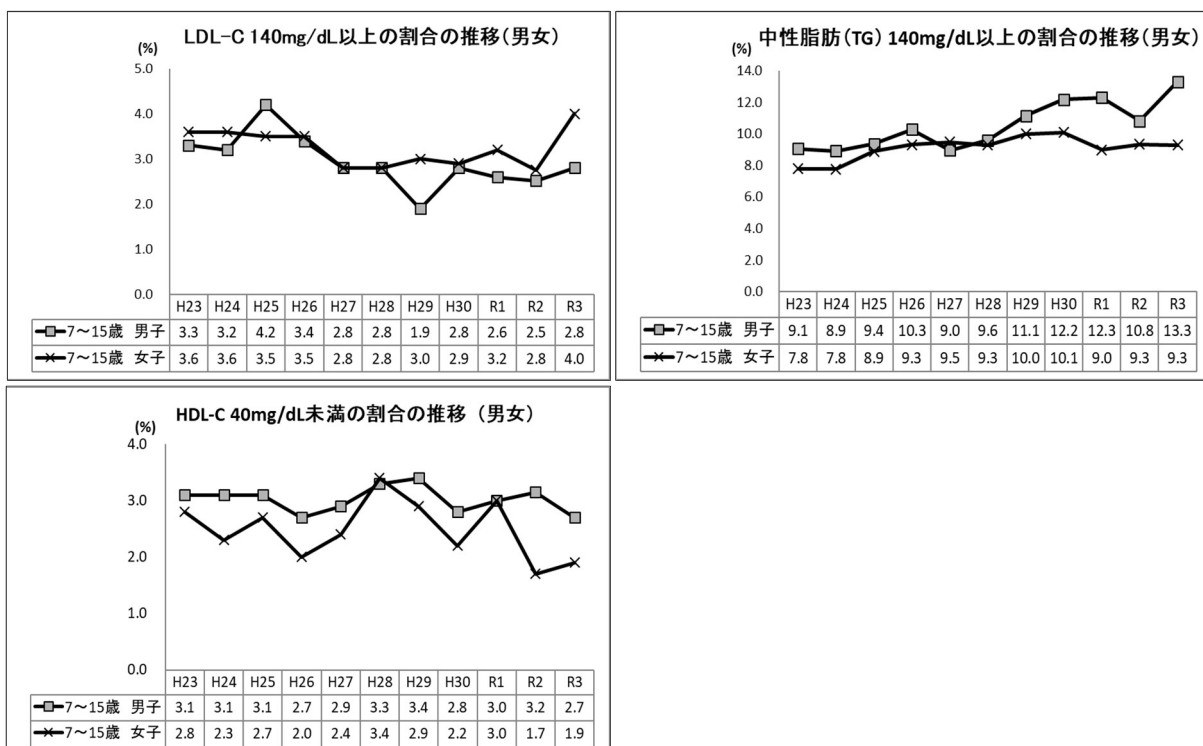 LDL-C 140mg/dL以上の割合の推移(男女)
(%)
5.0
4.0
3.0
2.0
1.0
0.0
H23 H24 H25 H26 H27 H28 H29 H30 R1 R2 R3
7～15歳 男子 3.3 3.2 4.2 3.4 2.8 2.8 1.9 2.8 2.6 2.5 2.8
7～15歳 女子 3.6 3.6 3.5 3.5 2.8 2.8 3.0 2.9 3.2 2.8 4.0
中性脂肪(TG) 140mg/dL以上の割合の推移(男女)
(%)
14.0
12.0
10.0
8.0
6.0
4.0
2.0
0.0
H23 H24 H25 H26 H27 H28 H29 H30 R1 R2 R3
7～15歳 男子 9.1 8.9 9.4 10.3 9.0 9.6 11.1 12.2 12.3 10.8 13.3
7～15歳 女子 7.8 7.8 8.9 9.3 9.5 9.3 10.0 10.1 9.0 9.3 9.3
HDL-C 40mg/dL未満の割合の推移 (男女)
(%)
4.0
3.0
2.0
1.0
0.0
H23 H24 H25 H26 H27 H28 H29 H30 R1 R2 R3
7～15歳 男子 3.1 3.1 3.1 2.7 2.9 3.3 3.4 2.8 3.0 3.2 2.7
7～15歳 女子 2.8 2.3 2.7 2.0 2.4 3.4 2.9 2.2 3.0 1.7 1.9